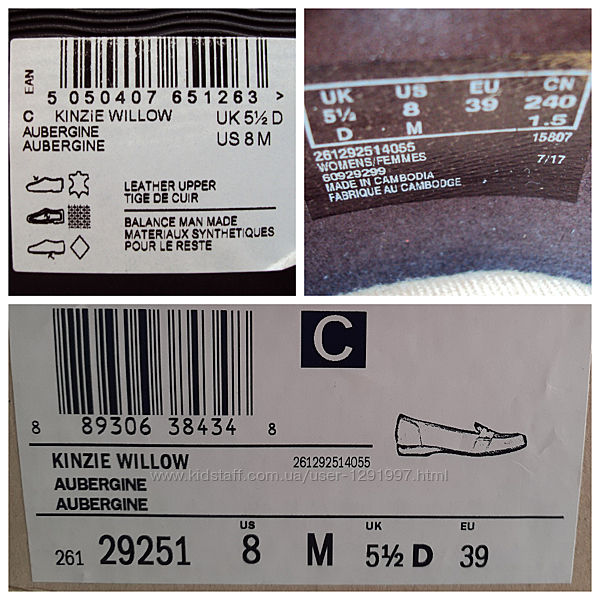 EAN
5 050407 651263 >
C KINZIE WILLOW UK 5½ D
AUBERGINE
AUBERGINE US 8 M
LEATHER UPPER
TIGE DE CUIR
BALANCE MAN MADE
MATERIAUX SYNTHETIQUES
POUR LE RESTE
UK US EU CN
5½ 8 39 240
D M 1.5
15807
261292514055
WOMENS/FEMMES
60929299 7/17
MADE IN CAMBODIA
FABRIQUE AU CAMBODGE
C
8 89306 38434 8
KINZIE WILLOW 261292514055
www.kidstaff.com.ua/user-1291997.html
AUBERGINE
AUBERGINE
US UK EU
261 29251 8 M 5½ D 39